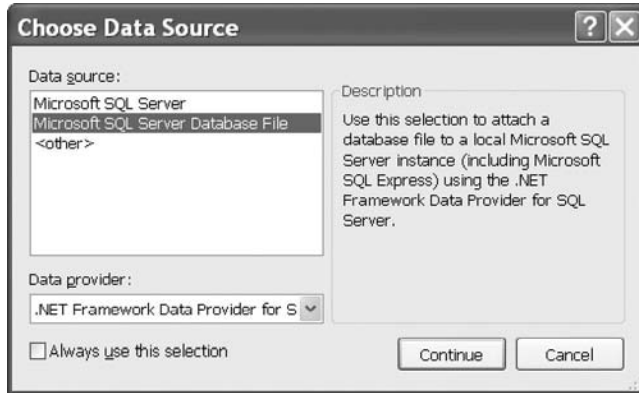 Choose Data Source
Data source:
Microsoft SQL Server
Microsoft SQL Server Database File
<other>
Description
Use this selection to attach a
database file to a local Microsoft SQL
Server instance (including Microsoft
SQL Express) using the .NET
Framework Data Provider for SQL
Server.
Data provider:
.NET Framework Data Provider for S
Always use this selection
Continue
Cancel